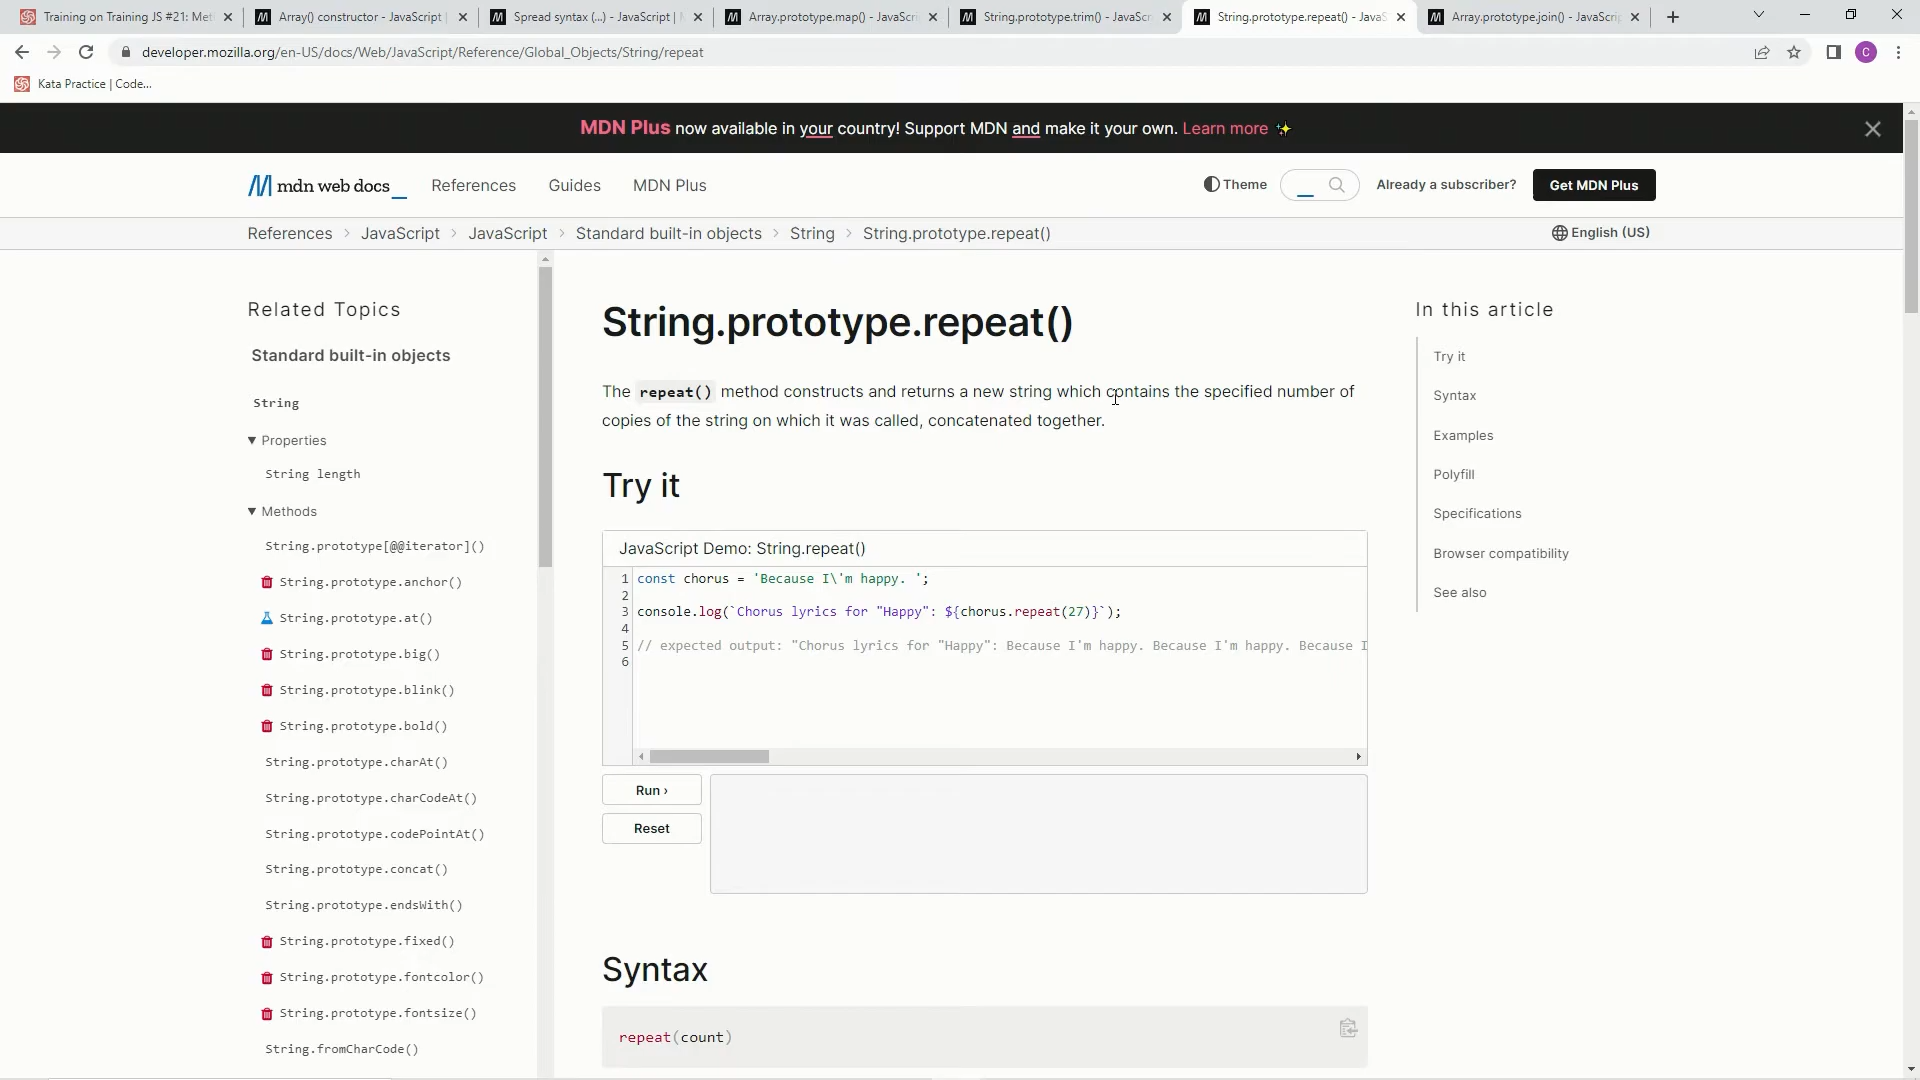 Training on Training JS #21: Met
Array() constructor - JavaScript |
Spread syntax (...) - JavaScript | M
Array.prototype.map() - JavaScri
String.prototype.trim() - JavaScr
String.prototype.repeat() - JavaS
Array.prototype.join() - JavaScrip
developer.mozilla.org/en-US/docs/Web/JavaScript/Reference/Global_Objects/String/repeat
C
Kata Practice | Code...
MDN Plus now available in your country! Support MDN and make it your own. Learn more ✨
mdn web docs_
References
Guides
MDN Plus
Theme
Already a subscriber?
Get MDN Plus
References > JavaScript > JavaScript > Standard built-in objects > String > String.prototype.repeat()
English (US)
Related Topics
Standard built-in objects
String
▼ Properties
String length
▼ Methods
String.prototype[@@iterator]()
String.prototype.anchor()
String.prototype.at()
String.prototype.big()
String.prototype.blink()
String.prototype.bold()
String.prototype.charAt()
String.prototype.charCodeAt()
String.prototype.codePointAt()
String.prototype.concat()
String.prototype.endsWith()
String.prototype.fixed()
String.prototype.fontcolor()
String.prototype.fontsize()
String.fromCharCode()
String.prototype.repeat()
The repeat() method constructs and returns a new string which contains the specified number of
copies of the string on which it was called, concatenated together.
Try it
JavaScript Demo: String.repeat()
1 const chorus = 'Because I\'m happy. ';
2
3 console.log(`Chorus lyrics for "Happy": ${chorus.repeat(27)}`);
4
5 // expected output: "Chorus lyrics for "Happy": Because I'm happy. Because I'm happy. Because I
6
Run ›
Reset
Syntax
repeat(count)
In this article
Try it
Syntax
Examples
Polyfill
Specifications
Browser compatibility
See also